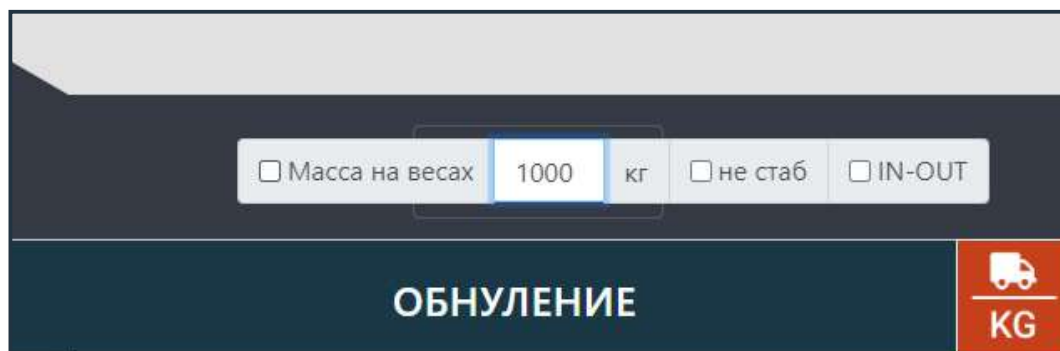 Масса на весах 1000 кг не стаб IN-OUT
ОБНУЛЕНИЕ
KG